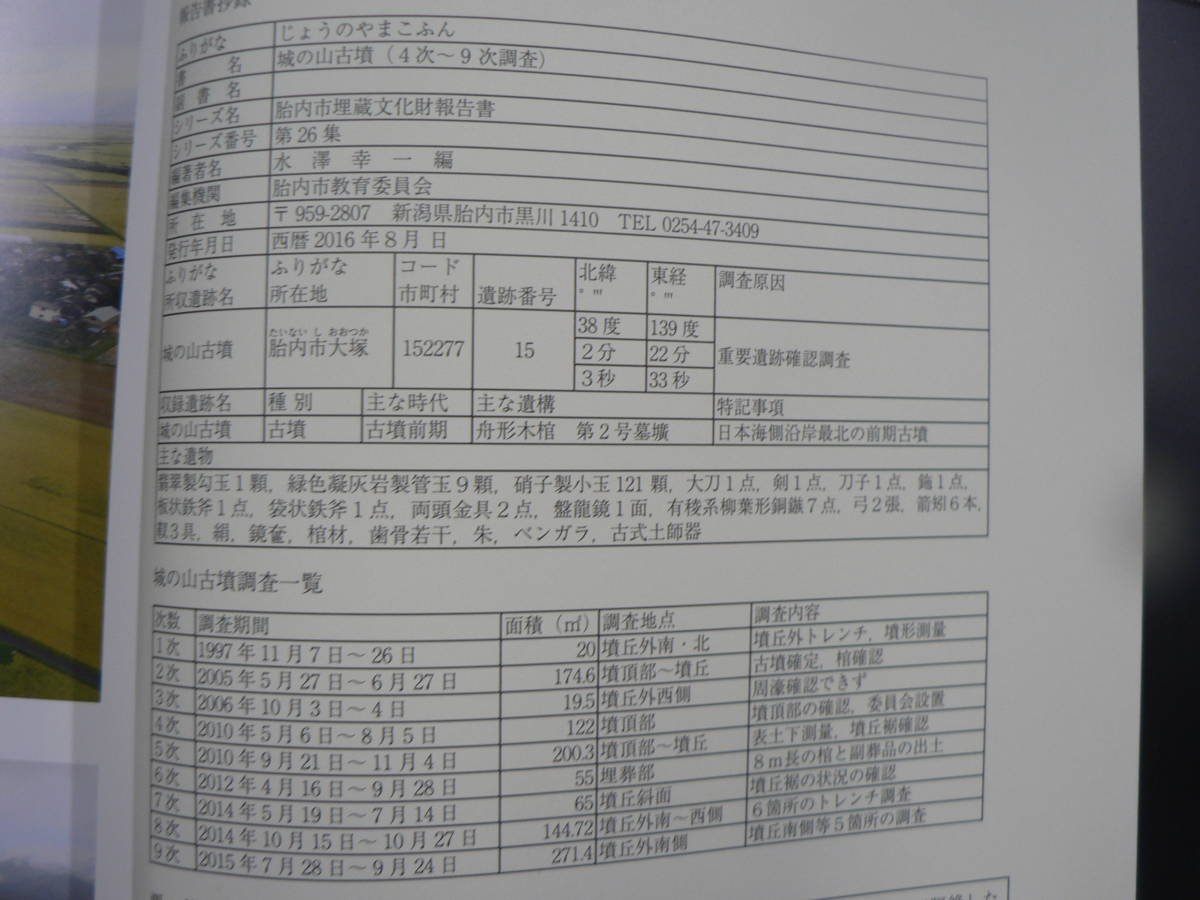 報告書抄録
ふりがな じょうのやまこふん
書 名 城の山古墳（4次～9次調査）
副 書 名
シリーズ名 胎内市埋蔵文化財報告書
シリーズ番号 第26集
編著者名 水 澤 幸 一 編
編集機関 胎内市教育委員会
所 在 地 〒959-2807 新潟県胎内市黒川1410 TEL 0254-47-3409
発行年月日 西暦2016年8月 日
ふりがな ふりがな コード 北緯 東経 調査原因
所収遺跡名 所在地 市町村 遺跡番号 ° ′″ ° ′″
たいない し おおつか
城の山古墳 胎内市大塚 152277 15 38度 139度 重要遺跡確認調査
2分 22分
3秒 33秒
収録遺跡名 種 別 主な時代 主な遺構 特記事項
城の山古墳 古墳 古墳前期 舟形木棺 第2号墓壙 日本海側沿岸最北の前期古墳
主な遺物
翡翠製勾玉1顆，緑色凝灰岩製管玉9顆，硝子製小玉121顆，大刀1点，剣1点，刀子1点，鉇1点，
板状鉄斧1点，袋状鉄斧1点，両頭金具2点，盤龍鏡1面，有稜系柳葉形銅鏃7点，弓2張，箭矧6本，
靫3具，絹，鏡奩，棺材，歯骨若干，朱，ベンガラ，古式土師器
城の山古墳調査一覧
次数 調査期間 面積（㎡） 調査地点 調査内容
1次 1997年11月7日～26日 20 墳丘外南・北 墳丘外トレンチ，墳形測量
2次 2005年5月27日～6月27日 174.6 墳頂部～墳丘 古墳確定，棺確認
3次 2006年10月3日～4日 19.5 墳丘外西側 周濠確認できず
4次 2010年5月6日～8月5日 122 墳頂部 墳頂部の確認，委員会設置
5次 2010年9月21日～11月4日 200.3 墳頂部～墳丘 表土下測量，墳丘裾確認
6次 2012年4月16日～9月28日 55 埋葬部 8m長の棺と副葬品の出土
7次 2014年5月19日～7月14日 65 墳丘斜面 墳丘裾の状況の確認
8次 2014年10月15日～10月27日 144.72 墳丘外南～西側 6箇所のトレンチ調査
9次 2015年7月28日～9月24日 271.4 墳丘外南側 墳丘南側等5箇所の調査